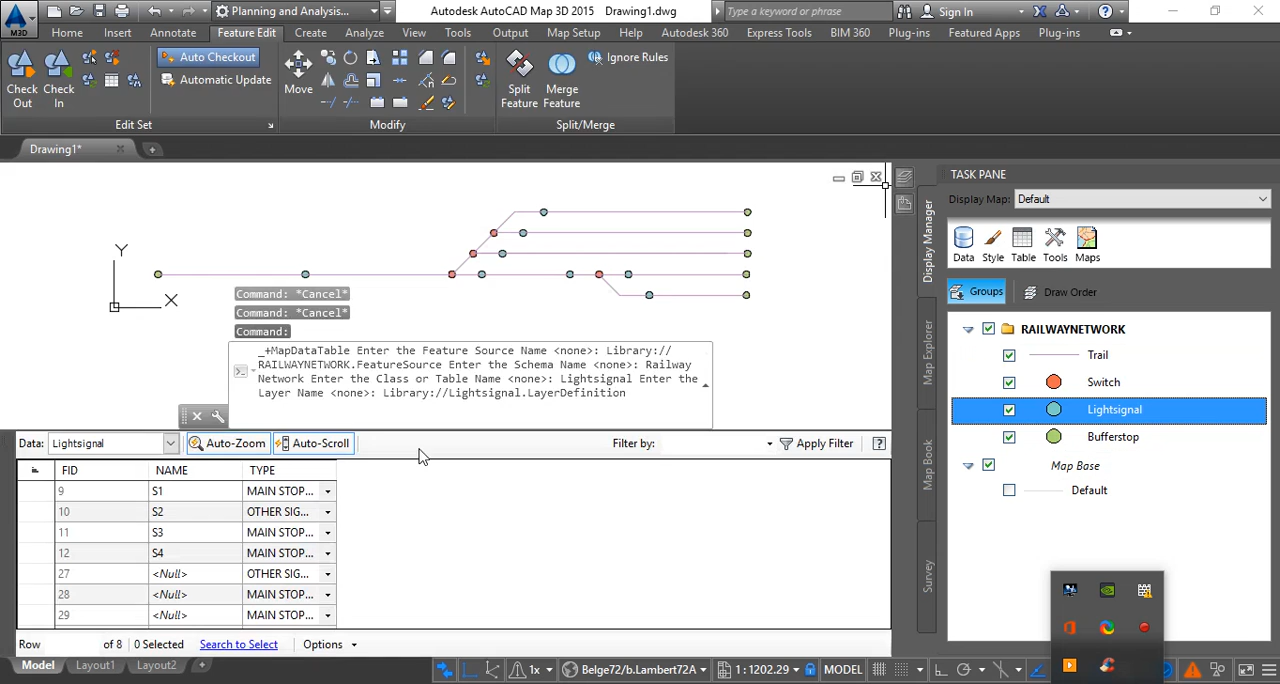 Planning and Analysis...
Autodesk AutoCAD Map 3D 2015 Drawing1.dwg
Type a keyword or phrase
Sign In
M3D
Home Insert Annotate Feature Edit Create Analyze View Tools Output Map Setup Help Autodesk 360 Plug-ins Express Tools BIM 360 Featured Apps Plug-ins
Auto Checkout
Ignore Rules
Automatic Update
Check Out
Check In
Move
Split Feature
Merge Feature
Edit Set
Modify
Split/Merge
Drawing1*
TASK PANE
Display Map: Default
Data Style Table Tools Maps
Groups
Draw Order
Display Manager
Map Explorer
Map Book
Survey
RAILWAYNETWORK
Trail
Switch
Lightsignal
Bufferstop
Map Base
Default
Y
X
Command: *Cancel*
Command: *Cancel*
Command:
_+MapDataTable Enter the Feature Source Name <none>: Library://
RAILWAYNETWORK.FeatureSource Enter the Schema Name <none>: Railway
Network Enter the Class or Table Name <none>: Lightsignal Enter the
Layer Name <none>: Library://Lightsignal.LayerDefinition
Data: Lightsignal Auto-Zoom Auto-Scroll Filter by: Apply Filter ?
FID NAME TYPE
9 S1 MAIN STOP...
10 S2 OTHER SIG...
11 S3 MAIN STOP...
12 S4 MAIN STOP...
27 <Null> OTHER SIG...
28 <Null> MAIN STOP...
29 <Null> MAIN STOP...
Row of 8 0 Selected Search to Select Options
Model Layout1 Layout2 +
1x
Belge72/b.Lambert72A
1:1202.29
MODEL